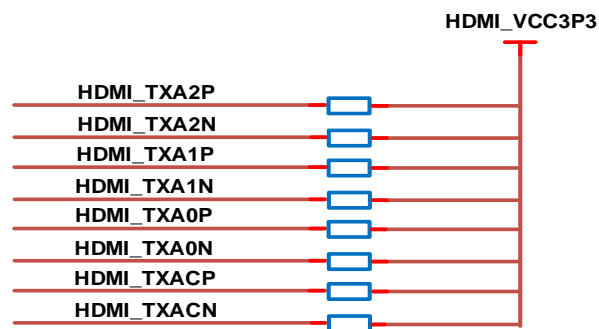 HDMI_VCC3P3
HDMI_TXA2P
HDMI_TXA2N
HDMI_TXA1P
HDMI_TXA1N
HDMI_TXA0P
HDMI_TXA0N
HDMI_TXACP
HDMI_TXACN